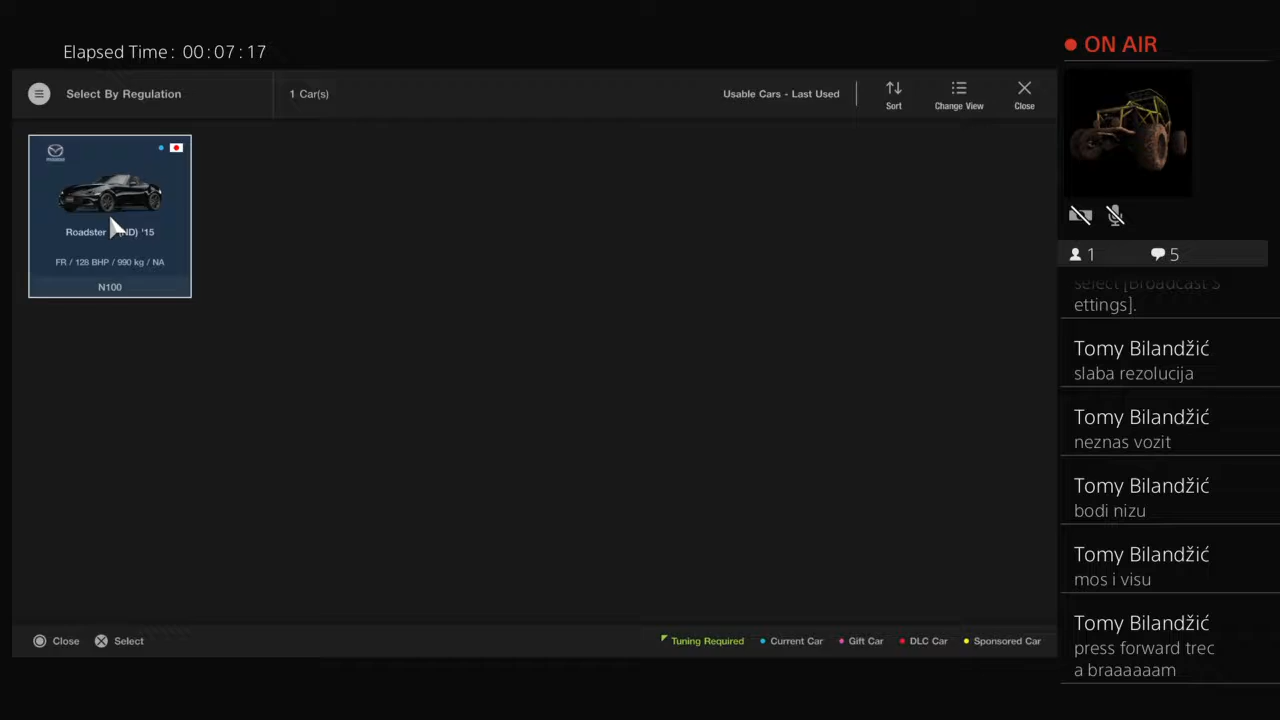 Elapsed Time: 00:07:17
ON AIR
Select By Regulation
1 Car(s)
Usable Cars - Last Used
Sort
Change View
Close
Roadster ND) '15
FR / 128 BHP / 990 kg / NA
N100
1
5
select [Broadcast S
ettings].
Tomy Bilandžić
slaba rezolucija
Tomy Bilandžić
neznas vozit
Tomy Bilandžić
bodi nizu
Tomy Bilandžić
mos i visu
Tomy Bilandžić
press forward trec
a braaaaaam
Close
Select
Tuning Required
Current Car
Gift Car
DLC Car
Sponsored Car